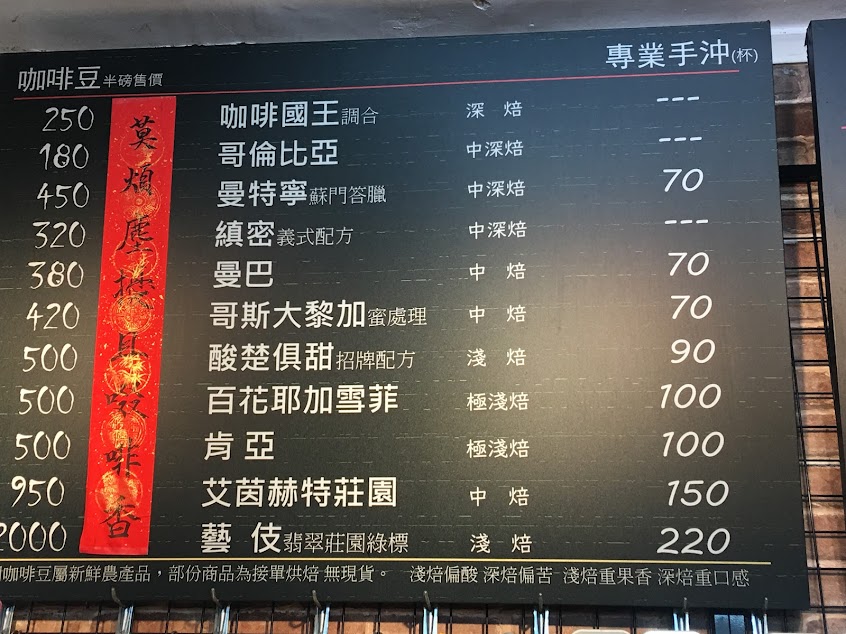 咖啡豆半磅售價 專業手沖(杯)
250 咖啡國王調合 深 焙 ---
180 哥倫比亞 中深焙 ---
450 曼特寧蘇門答臘 中深焙 70
320 縝密義式配方 中深焙 ---
380 曼巴 中 焙 70
420 哥斯大黎加蜜處理 中 焙 70
500 酸楚俱甜招牌配方 淺 焙 90
500 百花耶加雪菲 極淺焙 100
500 肯亞 極淺焙 100
950 艾茵赫特莊園 中 焙 150
2000 藝 伎翡翠莊園綠標 淺 焙 220
咖啡豆屬新鮮農產品，部份商品為接單烘焙 無現貨。 淺焙偏酸 深焙偏苦 淺焙重果香 深焙重口感
莫煩塵擾且啜啡香